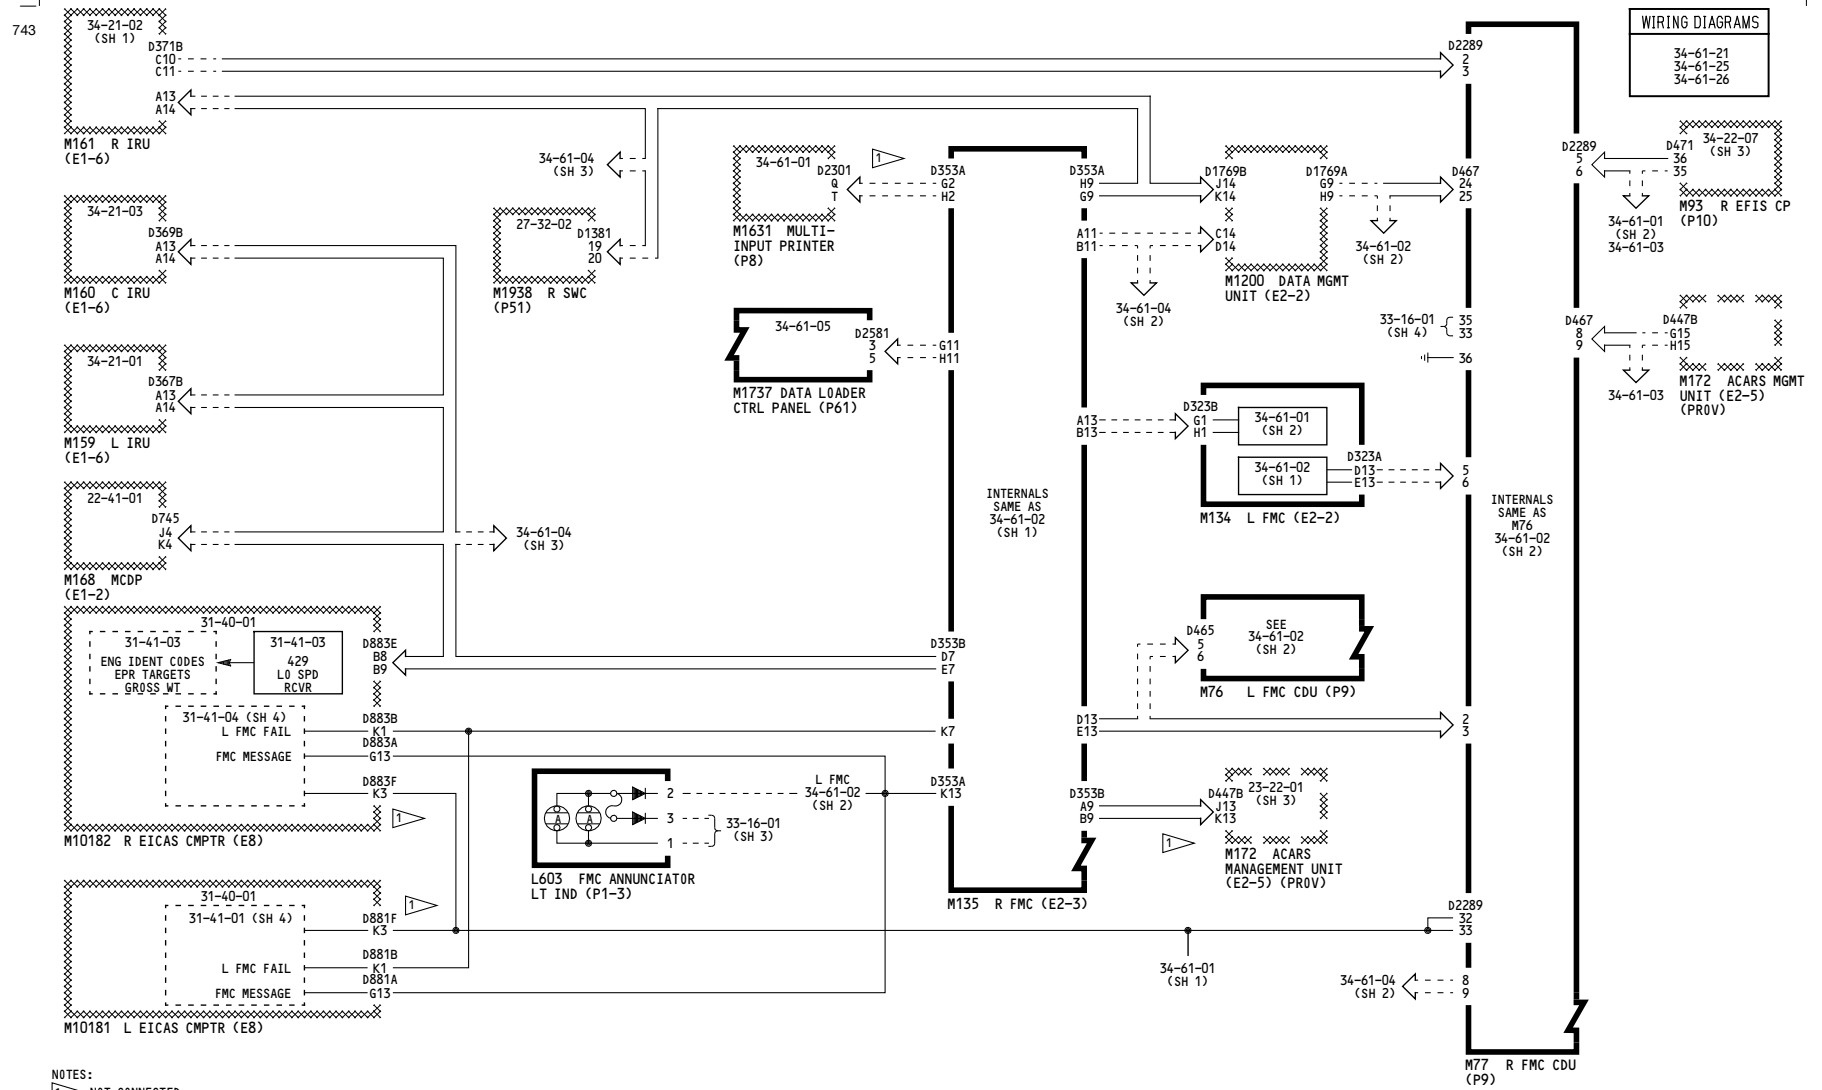 743
34-21-02
(SH 1)
D371B
C10
C11
A13
A14
M161 R IRU
(E1-6)
34-21-03
D369B
A13
A14
M160 C IRU
(E1-6)
34-21-01
D367B
A13
A14
M159 L IRU
(E1-6)
22-41-01
D745
J4
K4
M168 MCDP
(E1-2)
34-61-04
(SH 3)
31-40-01
31-41-03
ENG IDENT CODES
EPR TARGETS
GROSS WT
31-41-03
429
LO SPD
RCVR
D883E
B8
B9
31-41-04 (SH 4)
L FMC FAIL
FMC MESSAGE
D883B
K1
D883A
G13
D883F
K3
1
M10182 R EICAS CMPTR (E8)
31-40-01
31-41-01 (SH 4)
L FMC FAIL
FMC MESSAGE
D881F
K3
D881B
K1
D881A
G13
1
M10181 L EICAS CMPTR (E8)
34-61-04
(SH 3)
27-32-02
D1381
19
20
M1938 R SWC
(P51)
34-61-01
D2301
Q
T
1
M1631 MULTI-
INPUT PRINTER
(P8)
34-61-05
D2581
3
5
M1737 DATA LOADER
CTRL PANEL (P61)
A
A
2
3
1
L FMC
34-61-02
(SH 2)
33-16-01
(SH 3)
L603 FMC ANNUNCIATOR
LT IND (P1-3)
D353A
G2
H2
G11
H11
D353B
D7
E7
K7
D353A
K13
INTERNALS
SAME AS
34-61-02
(SH 1)
D353A
H9
G9
A11
B11
A13
B13
D13
E13
D353B
A9
B9
M135 R FMC (E2-3)
34-61-04
(SH 2)
D1769B
J14
K14
C14
D14
D1769A
G9
H9
M1200 DATA MGMT
UNIT (E2-2)
34-61-02
(SH 2)
D323B
G1
H1
34-61-01
(SH 2)
34-61-02
(SH 1)
D323A
D13
E13
M134 L FMC (E2-2)
D465
5
6
SEE
34-61-02
(SH 2)
M76 L FMC CDU (P9)
1
D447B
J13
K13
23-22-01
(SH 3)
M172 ACARS
MANAGEMENT UNIT
(E2-5) (PROV)
34-61-01
(SH 1)
34-61-04
(SH 2)
33-16-01
(SH 4)
D2289
2
3
D467
24
25
35
33
36
5
6
2
3
D2289
32
33
8
9
INTERNALS
SAME AS
M76
34-61-02
(SH 2)
D2289
5
6
D467
8
9
M77 R FMC CDU
(P9)
WIRING DIAGRAMS
34-61-21
34-61-25
34-61-26
34-22-07
(SH 3)
D471
36
35
M93 R EFIS CP
(P10)
34-61-01
(SH 2)
34-61-03
D447B
G15
H15
M172 ACARS MGMT
UNIT (E2-5)
(PROV)
34-61-03
NOTES: